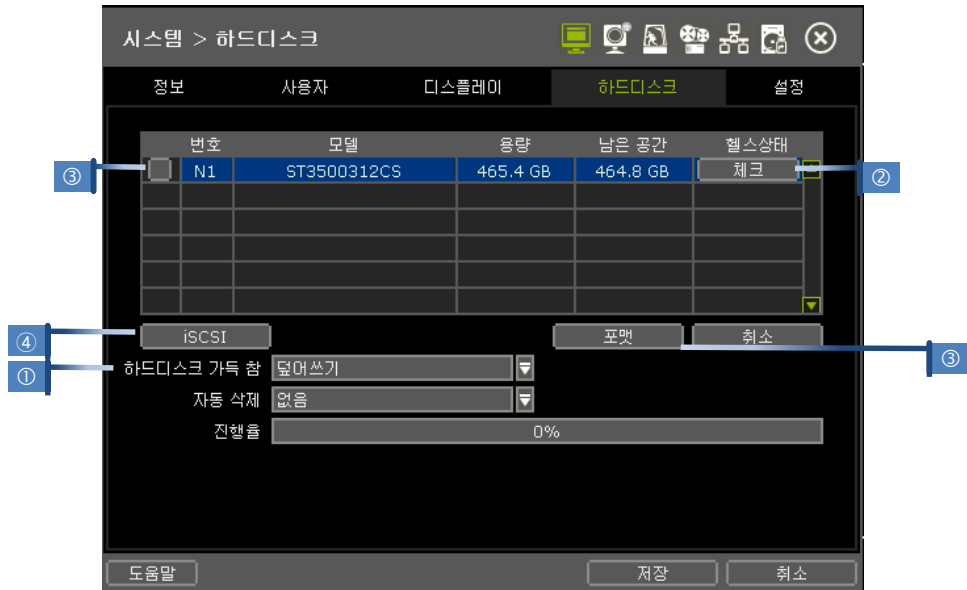 시스템 > 하드디스크
정보 사용자 디스플레이 하드디스크 설정
번호 모델 용량 남은 공간 헬스상태
③ N1 ST3500312CS 465.4 GB 464.8 GB 체크 ②
④ iSCSI 포맷 취소 ③
① 하드디스크 가득 참 덮어쓰기
자동 삭제 없음
진행율 0%
도움말 저장 취소